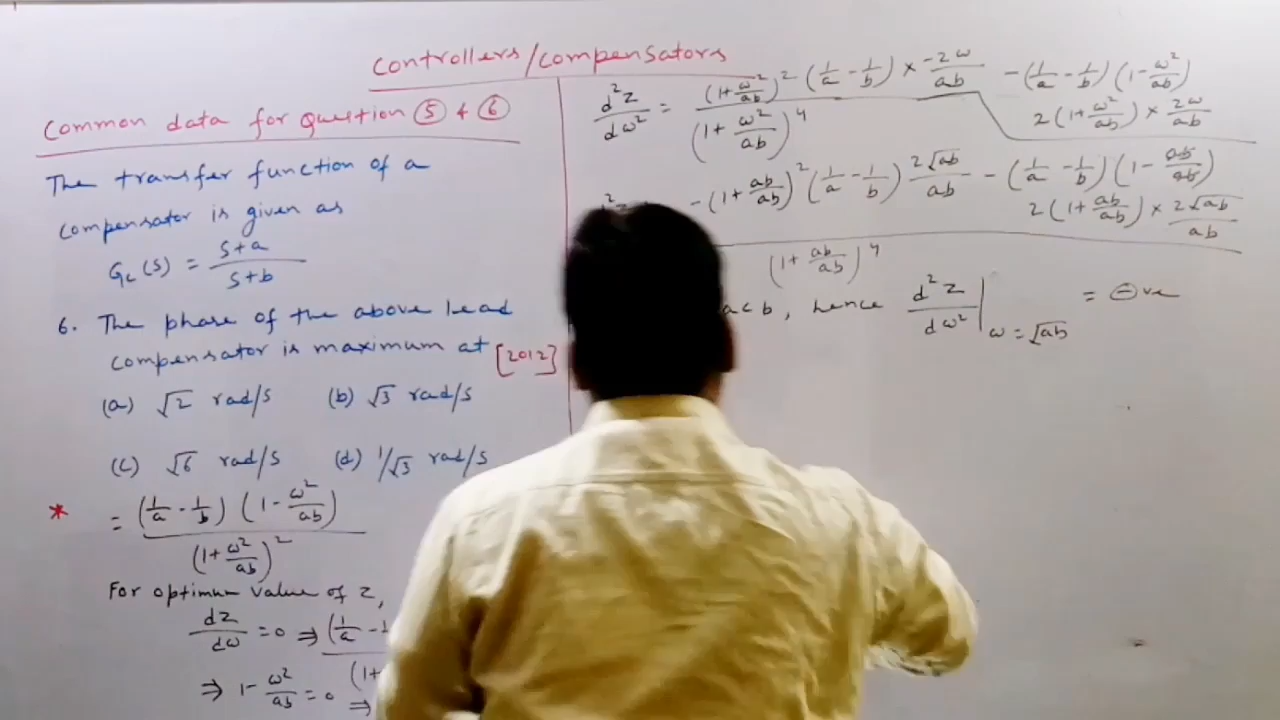 Controllers/compensators
Common data for Question ⑤ & ⑥
The transfer function of a
compensator is given as
Gc(s) = (s+a)/(s+b)
6. The phase of the above lead
compensator is maximum at [2012]
(a) √2 rad/s (b) √3 rad/s
(c) √6 rad/s (d) 1/√3 rad/s
* = (1/a - 1/b) (1 - ω²/ab) / (1 + ω²/ab)²
For optimum value of z,
dz/dω = 0 ⇒ (1/a - 1
(1+
⇒ 1 - ω²/ab = 0 ⇒
d²z/dω² = (1 + ω²/ab)² (1/a - 1/b) × -2ω/ab - (1/a - 1/b) (1 - ω²/ab) 2(1 + ω²/ab) × 2ω/ab
(1 + ω²/ab)⁴
-(1 + ab/ab)² (1/a - 1/b) 2√ab/ab - (1/a - 1/b) (1 - ab/ab) 2(1 + ab/ab) × 2√ab/ab
(1 + ab/ab)⁴
a<b, hence d²z/dω² | ω = √ab = ⊖ve